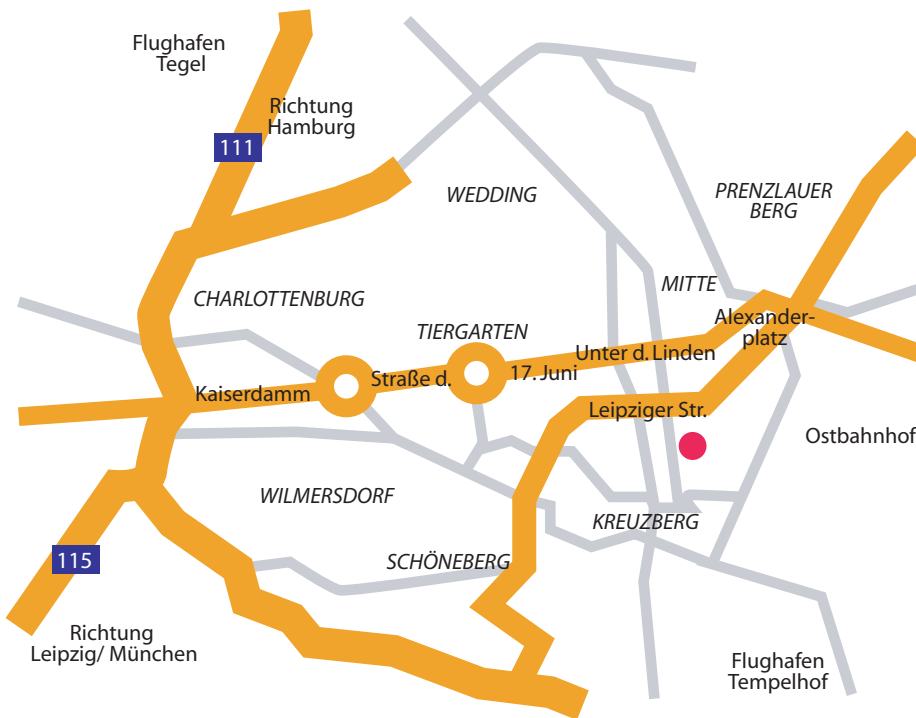 Flughafen
Tegel
Richtung
Hamburg
111
WEDDING
PRENZLAUER
BERG
MITTE
CHARLOTTENBURG
TIERGARTEN
Alexander-
platz
Unter d. Linden
17. Juni
Straße d.
Kaiserdamm
Leipziger Str.
Ostbahnhof
WILMERSDORF
KREUZBERG
SCHÖNEBERG
115
Richtung
Leipzig/ München
Flughafen
Tempelhof